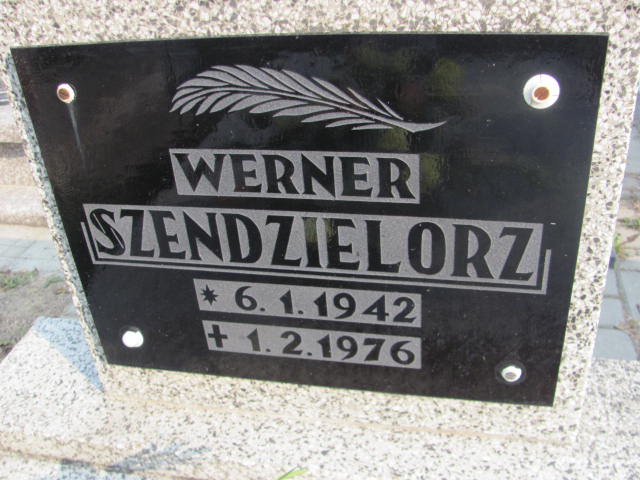 WERNER
SZENDZIELORZ
* 6.1.1942
✝ 1.2.1976